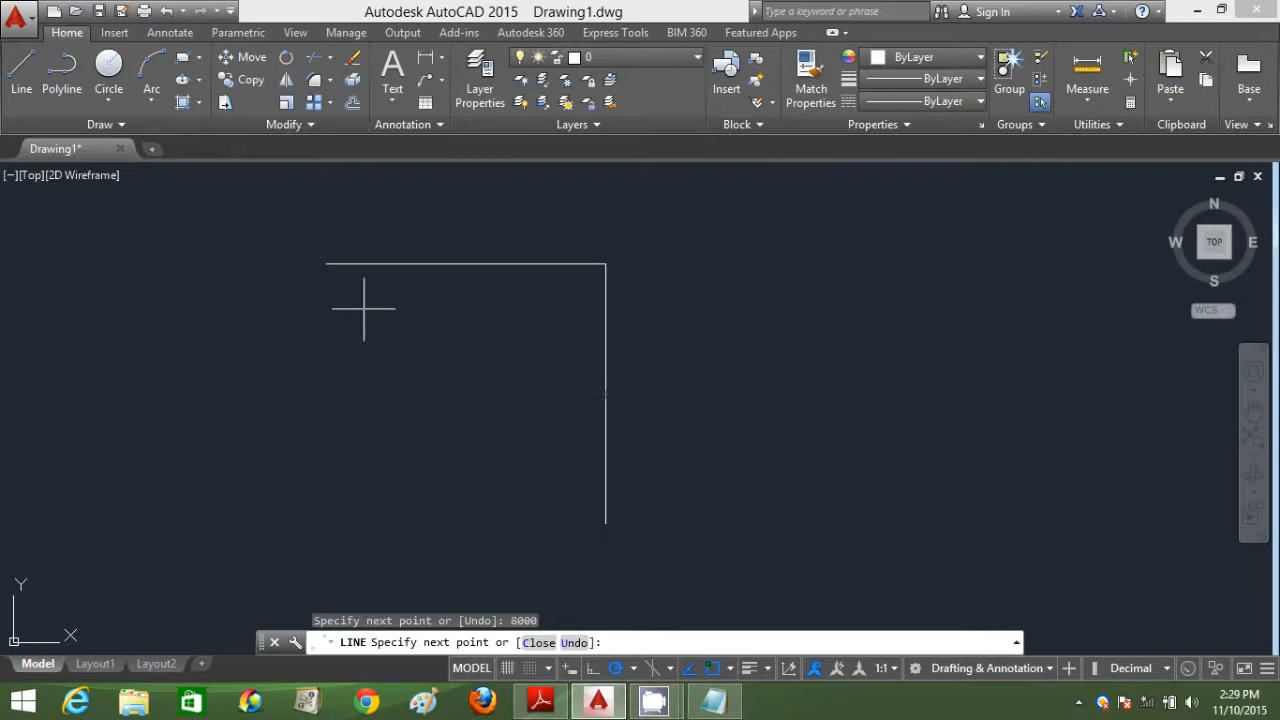 Autodesk AutoCAD 2015 Drawing1.dwg
Type a keyword or phrase
Sign In
Home Insert Annotate Parametric View Manage Output Add-ins Autodesk 360 Express Tools BIM 360 Featured Apps
Line Polyline Circle Arc
Move
Copy
Text
Layer
Properties
0
Insert
Match
Properties
ByLayer
ByLayer
ByLayer
Group
Measure
Paste
Base
Draw Modify Annotation Layers Block Properties Groups Utilities Clipboard View
Drawing1*
[−][Top][2D Wireframe]
N
W TOP E
S
WCS
Y
X
Specify next point or [Undo]: 8000
LINE Specify next point or [Close Undo]:
Model Layout1 Layout2
MODEL 1:1 Drafting & Annotation Decimal
2:29 PM
11/10/2015